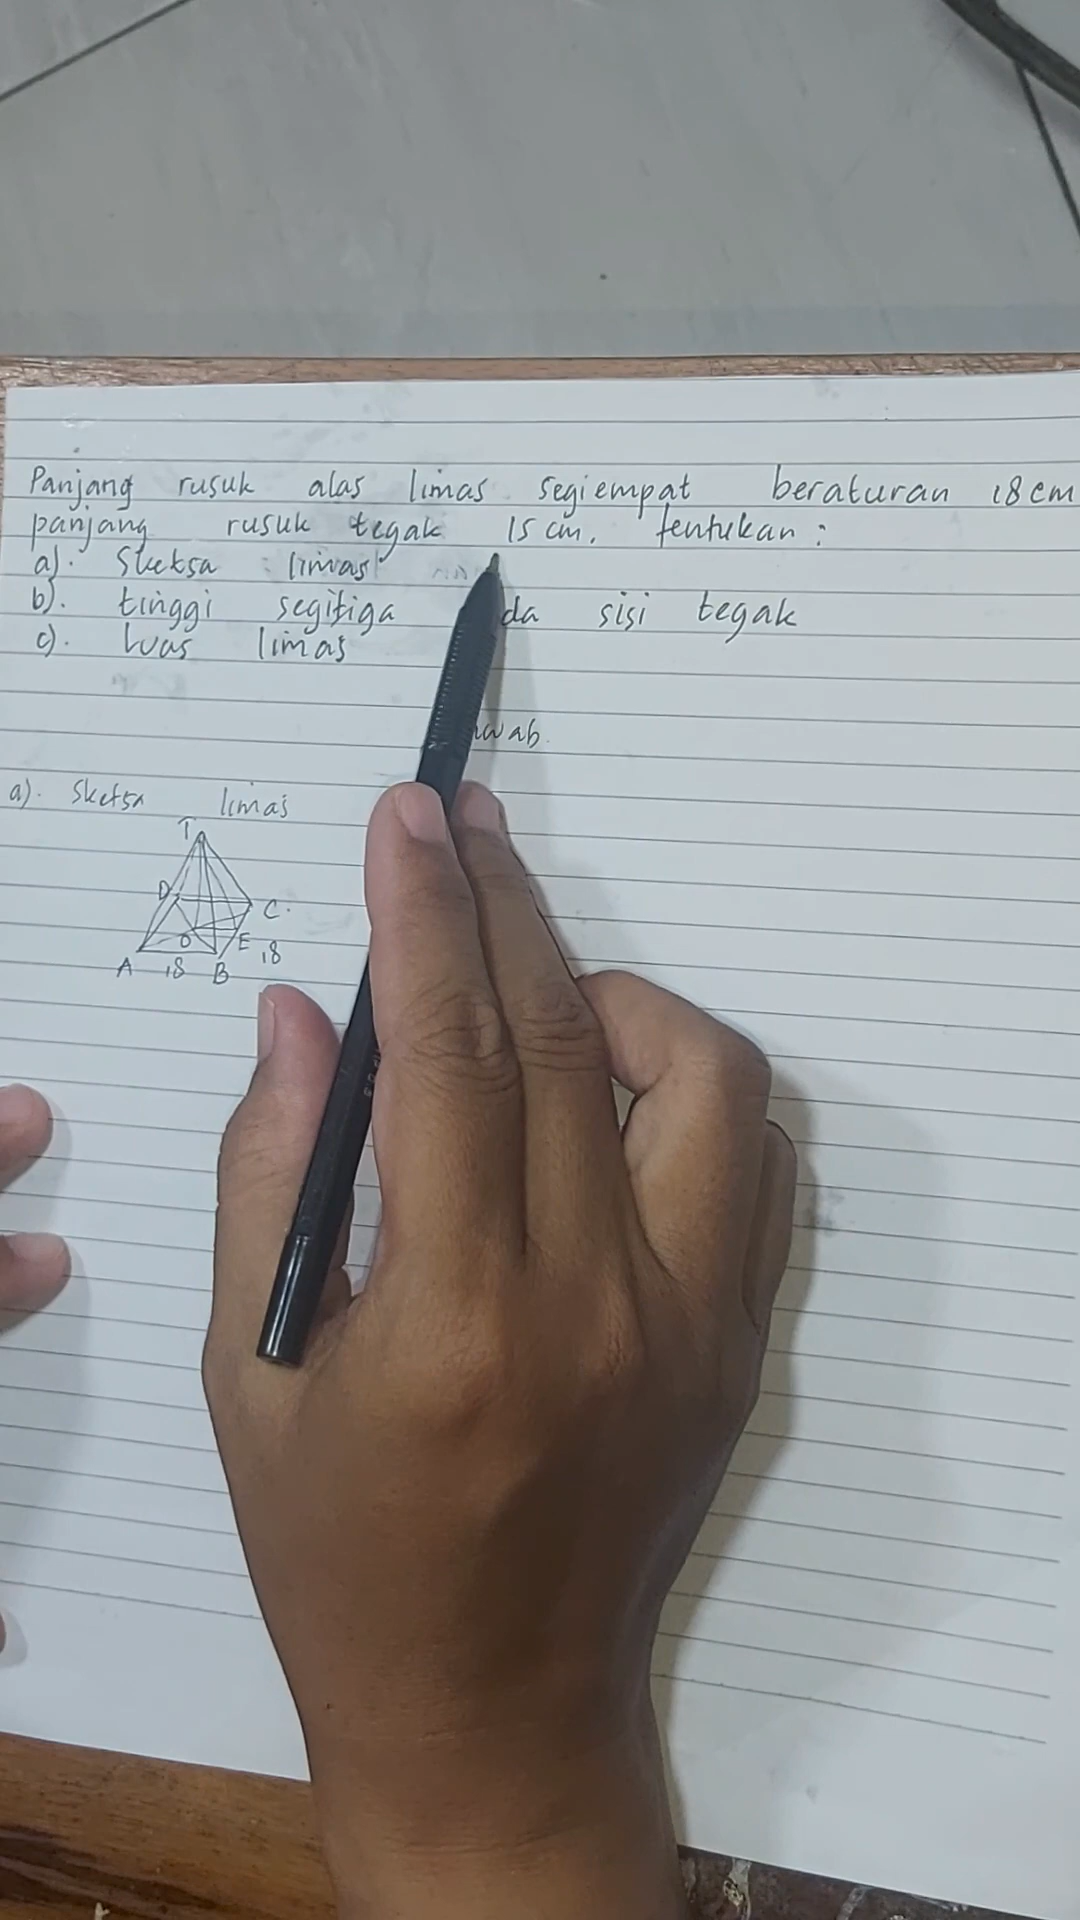 Panjang rusuk alas limas segiempat beraturan 18 cm
panjang rusuk tegak 15 cm. tentukan :
a). Sketsa limas
b). tinggi segitiga da sisi tegak
c). Luas limas
wab.
a). Sketsa limas
T
D
C
O
E
18
A 18 B